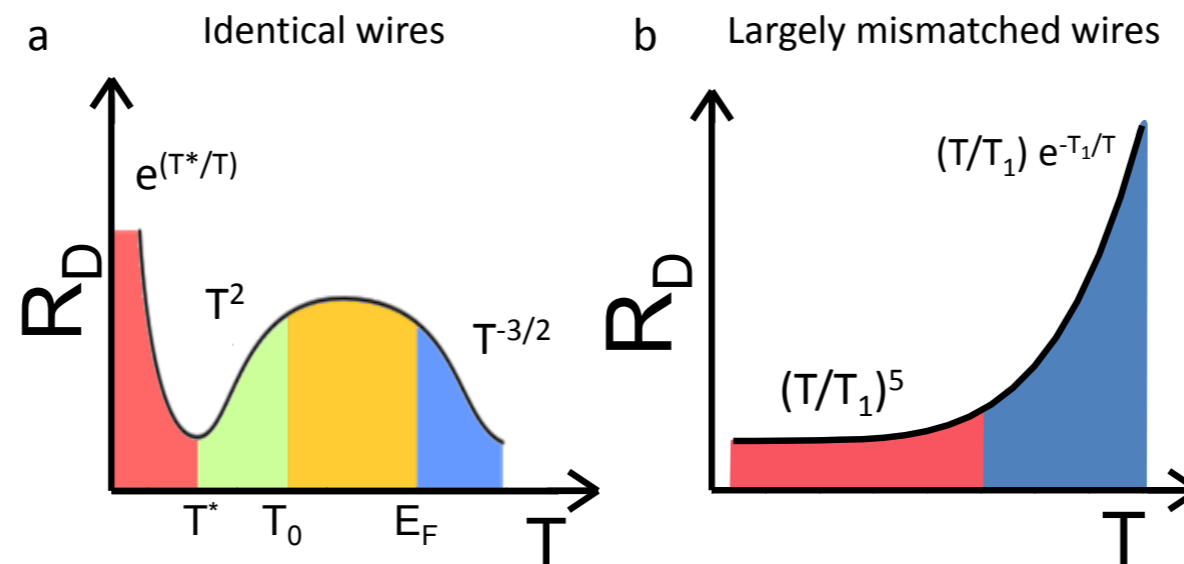 a
Identical wires
R_D
e^(T*/T)
T^2
T^-3/2
T*
T_0
E_F
T
b
Largely mismatched wires
R_D
(T/T_1) e^-T_1/T
(T/T_1)^5
T